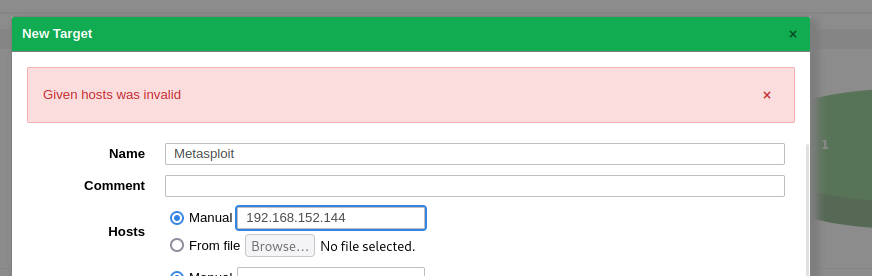 New Target ×
Given hosts was invalid ×
Name Metasploit
Comment
Hosts
Manual 192.168.152.144
From file Browse... No file selected.
Manual
1